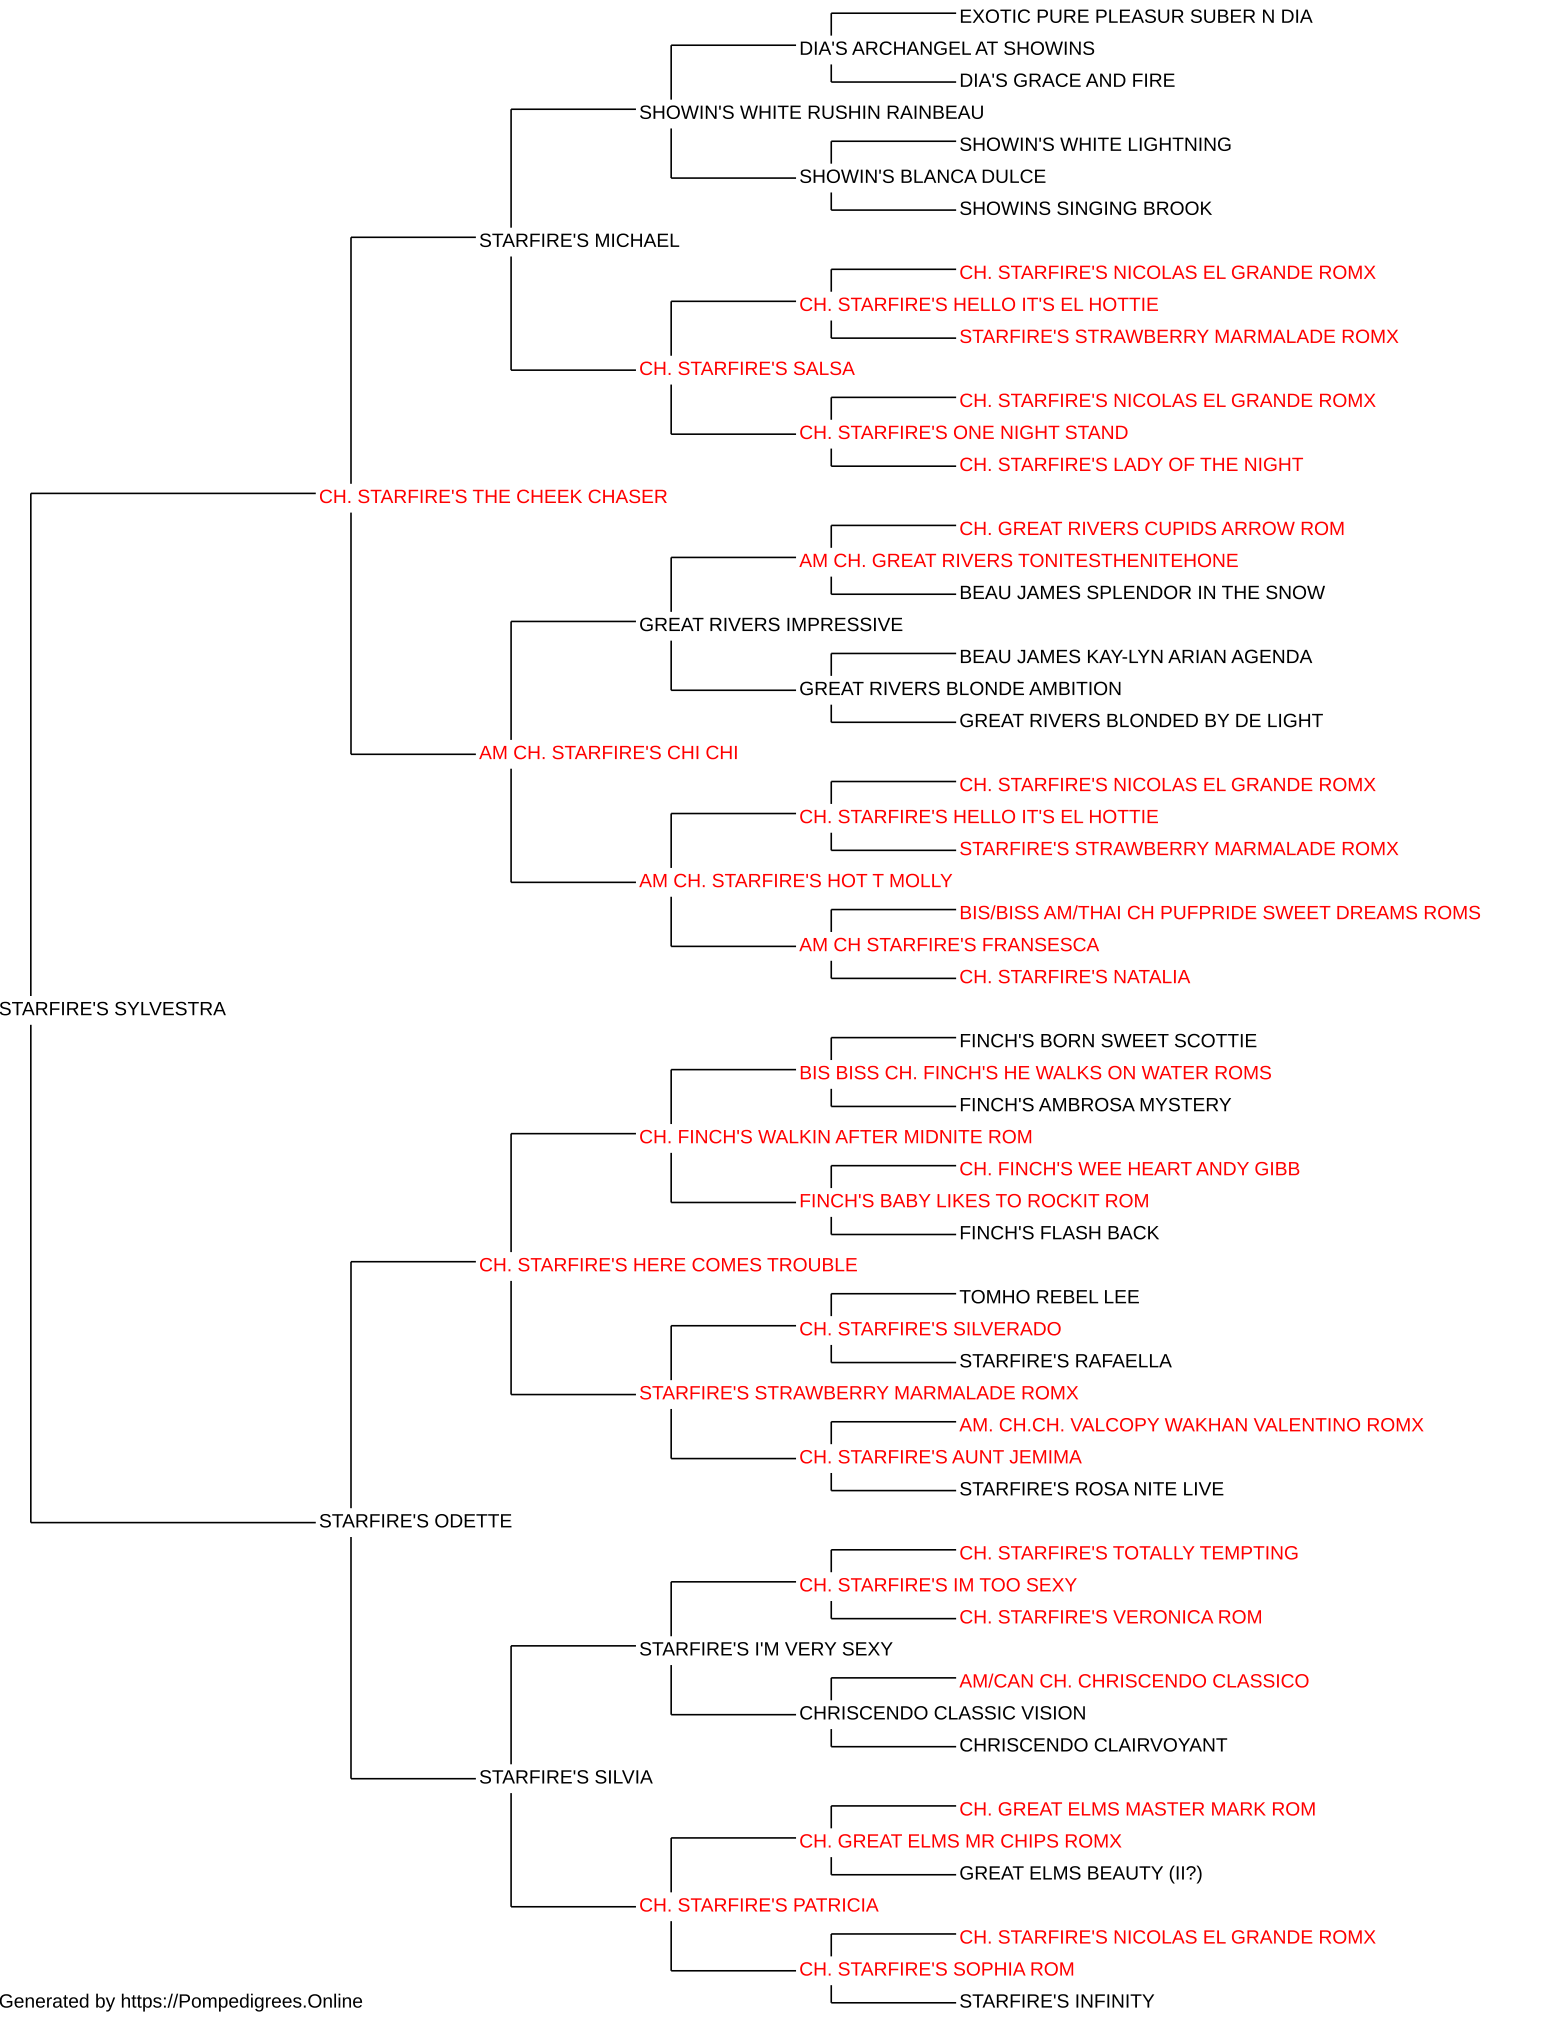 EXOTIC PURE PLEASUR SUBER N DIA
DIA'S ARCHANGEL AT SHOWINS
DIA'S GRACE AND FIRE
SHOWIN'S WHITE RUSHIN RAINBEAU
SHOWIN'S WHITE LIGHTNING
SHOWIN'S BLANCA DULCE
SHOWINS SINGING BROOK
STARFIRE'S MICHAEL
CH. STARFIRE'S NICOLAS EL GRANDE ROMX
CH. STARFIRE'S HELLO IT'S EL HOTTIE
STARFIRE'S STRAWBERRY MARMALADE ROMX
CH. STARFIRE'S SALSA
CH. STARFIRE'S NICOLAS EL GRANDE ROMX
CH. STARFIRE'S ONE NIGHT STAND
CH. STARFIRE'S LADY OF THE NIGHT
CH. STARFIRE'S THE CHEEK CHASER
CH. GREAT RIVERS CUPIDS ARROW ROM
AM CH. GREAT RIVERS TONITESTHENITEHONE
BEAU JAMES SPLENDOR IN THE SNOW
GREAT RIVERS IMPRESSIVE
BEAU JAMES KAY-LYN ARIAN AGENDA
GREAT RIVERS BLONDE AMBITION
GREAT RIVERS BLONDED BY DE LIGHT
AM CH. STARFIRE'S CHI CHI
CH. STARFIRE'S NICOLAS EL GRANDE ROMX
CH. STARFIRE'S HELLO IT'S EL HOTTIE
STARFIRE'S STRAWBERRY MARMALADE ROMX
AM CH. STARFIRE'S HOT T MOLLY
BIS/BISS AM/THAI CH PUFPRIDE SWEET DREAMS ROMS
AM CH STARFIRE'S FRANSESCA
CH. STARFIRE'S NATALIA
STARFIRE'S SYLVESTRA
FINCH'S BORN SWEET SCOTTIE
BIS BISS CH. FINCH'S HE WALKS ON WATER ROMS
FINCH'S AMBROSA MYSTERY
CH. FINCH'S WALKIN AFTER MIDNITE ROM
CH. FINCH'S WEE HEART ANDY GIBB
FINCH'S BABY LIKES TO ROCKIT ROM
FINCH'S FLASH BACK
CH. STARFIRE'S HERE COMES TROUBLE
TOMHO REBEL LEE
CH. STARFIRE'S SILVERADO
STARFIRE'S RAFAELLA
STARFIRE'S STRAWBERRY MARMALADE ROMX
AM. CH.CH. VALCOPY WAKHAN VALENTINO ROMX
CH. STARFIRE'S AUNT JEMIMA
STARFIRE'S ROSA NITE LIVE
STARFIRE'S ODETTE
CH. STARFIRE'S TOTALLY TEMPTING
CH. STARFIRE'S IM TOO SEXY
CH. STARFIRE'S VERONICA ROM
STARFIRE'S I'M VERY SEXY
AM/CAN CH. CHRISCENDO CLASSICO
CHRISCENDO CLASSIC VISION
CHRISCENDO CLAIRVOYANT
STARFIRE'S SILVIA
CH. GREAT ELMS MASTER MARK ROM
CH. GREAT ELMS MR CHIPS ROMX
GREAT ELMS BEAUTY (II?)
CH. STARFIRE'S PATRICIA
CH. STARFIRE'S NICOLAS EL GRANDE ROMX
CH. STARFIRE'S SOPHIA ROM
STARFIRE'S INFINITY
Generated by https://Pompedigrees.Online